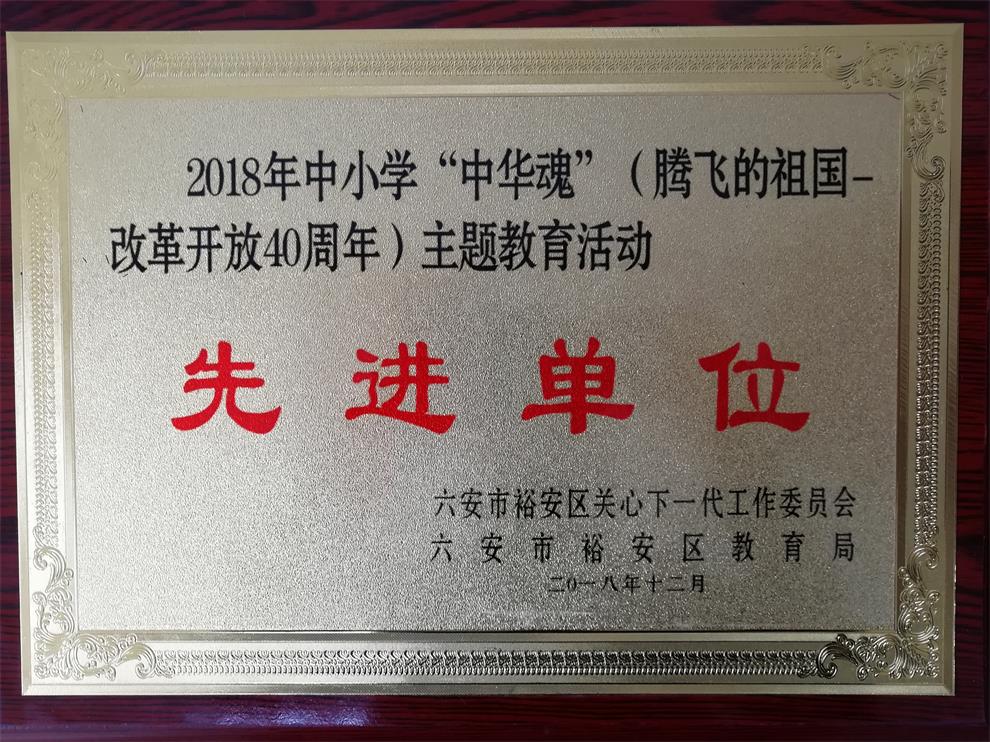 2018年中小学“中华魂”（腾飞的祖国-
改革开放40周年）主题教育活动
先进单位
六安市裕安区关心下一代工作委员会
六安市裕安区教育局
二〇一八年十二月